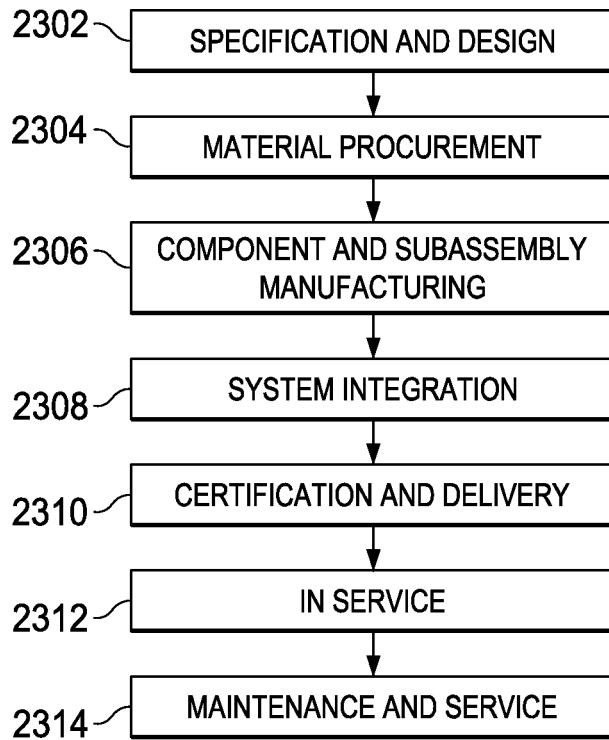 2302
SPECIFICATION AND DESIGN
2304
MATERIAL PROCUREMENT
2306
COMPONENT AND SUBASSEMBLY
MANUFACTURING
2308
SYSTEM INTEGRATION
2310
CERTIFICATION AND DELIVERY
2312
IN SERVICE
2314
MAINTENANCE AND SERVICE